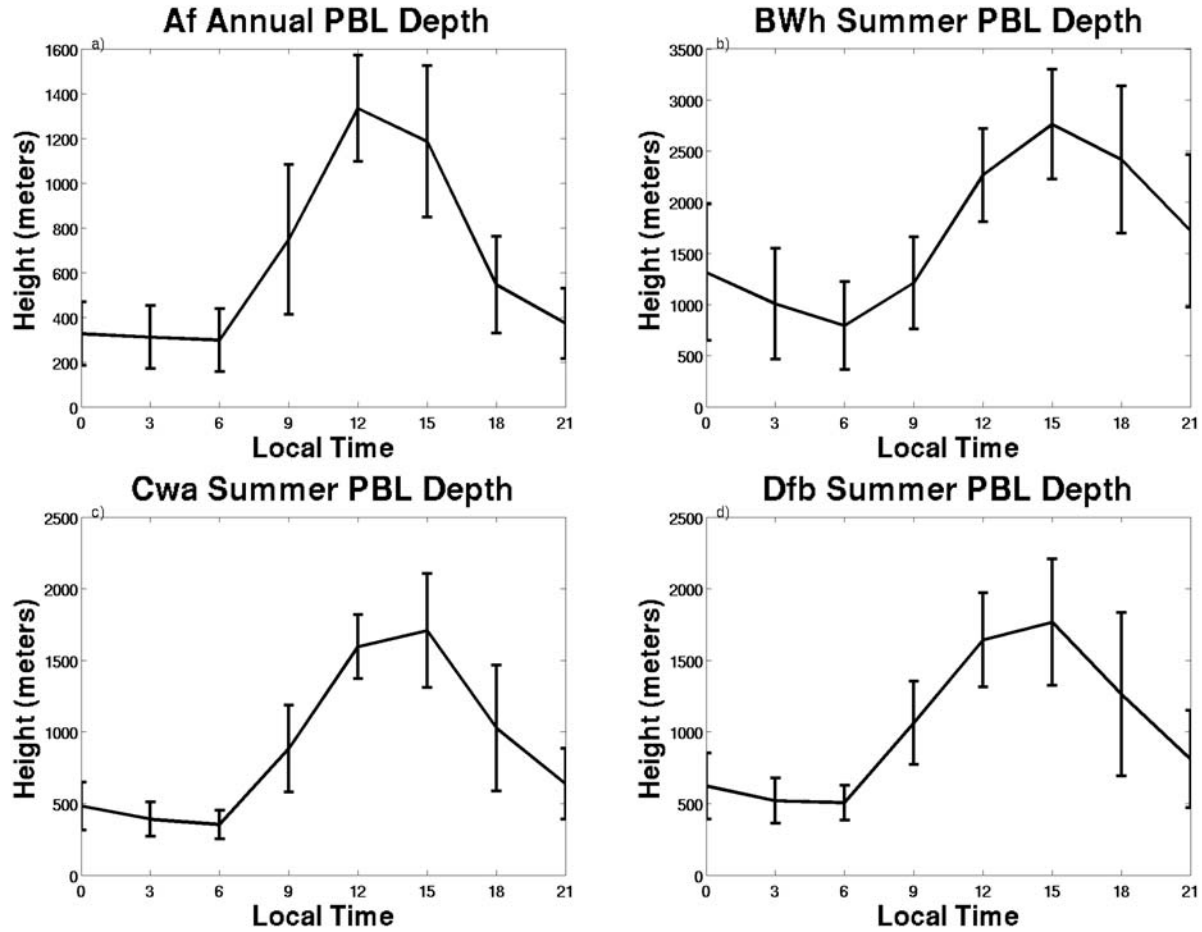 Af Annual PBL Depth
a)
1600
1400
1200
1000
800
600
400
200
0
Height (meters)
0 3 6 9 12 15 18 21
Local Time
BWh Summer PBL Depth
b)
3500
3000
2500
2000
1500
1000
500
0
Height (meters)
0 3 6 9 12 15 18 21
Local Time
Cwa Summer PBL Depth
c)
2500
2000
1500
1000
500
0
Height (meters)
0 3 6 9 12 15 18 21
Local Time
Dfb Summer PBL Depth
d)
2500
2000
1500
1000
500
0
Height (meters)
0 3 6 9 12 15 18 21
Local Time